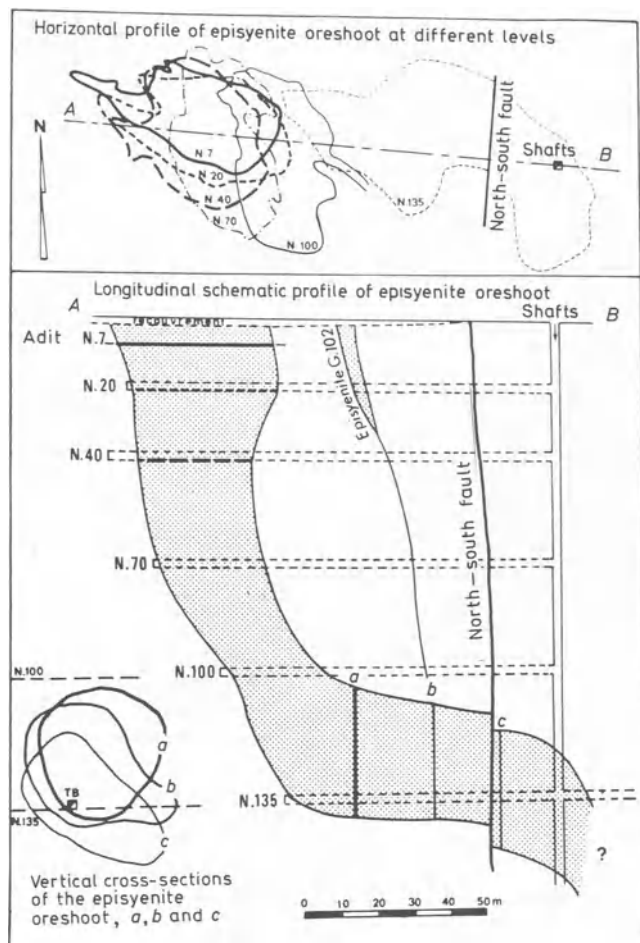 Horizontal profile of episyenite oreshoot at different levels
A
N
N 7
N 20
N 40
N 70
N 100
N.135
North-south fault
Shafts
B
Longitudinal schematic profile of episyenite oreshoot
A
Shafts
B
recouvrement
Adit
N.7
N.20
N.40
N.70
N.100
N.135
Episyenile G.102
North-south fault
a
b
c
?
N.100
a
b
c
TB
N.135
Vertical cross-sections
of the episyenite
oreshoot, a, b and c
0 10 20 30 40 50 m